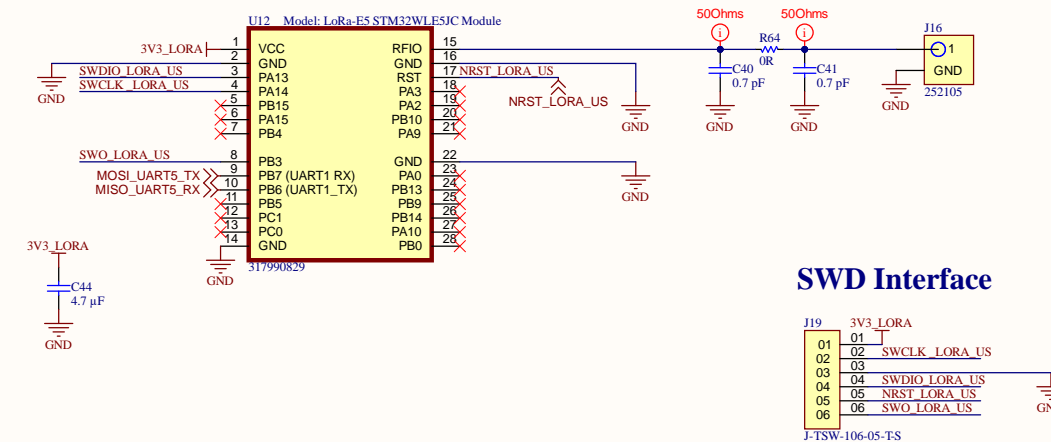 U12 Model: LoRa-E5 STM32WLE5JC Module
50Ohms
50Ohms
i
i
J16
R64
0R
C40
0.7 pF
C41
0.7 pF
1
GND
252105
GND
GND
GND
3V3_LORA
1 VCC RFIO 15
2 GND GND 16
SWDIO_LORA_US 3 PA13 RST 17 NRST_LORA_US
SWCLK_LORA_US 4 PA14 PA3 18
5 PB15 PA2 19
6 PA15 PB10 20
7 PB4 PA9 21
GND
NRST_LORA_US
GND
SWO_LORA_US 8 PB3 GND 22
MOSI_UART5_TX 9 PB7 (UART1 RX) PA0 23
MISO_UART5_RX 10 PB6 (UART1_TX) PB13 24
11 PB5 PB9 25
12 PC1 PB14 26
13 PC0 PA10 27
14 GND PB0 28
GND
GND
317990829
3V3_LORA
C44
4.7 µF
GND
SWD Interface
J19
3V3_LORA
01 01
02 02 SWCLK_LORA_US
03 03
04 04 SWDIO_LORA_US
05 05 NRST_LORA_US
06 06 SWO_LORA_US
J-TSW-106-05-T-S